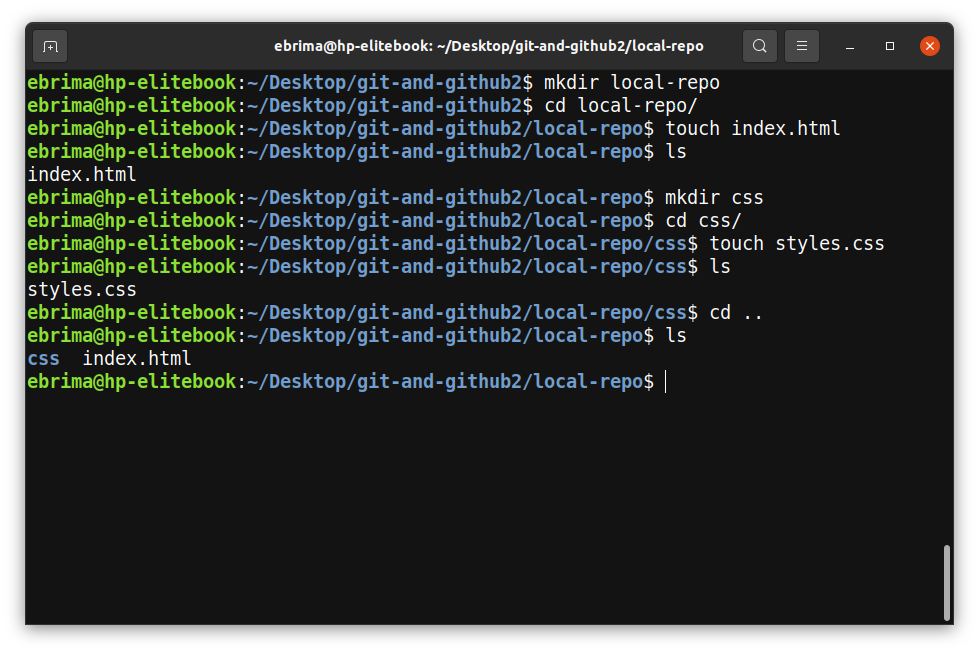 ebrima@hp-elitebook: ~/Desktop/git-and-github2/local-repo
ebrima@hp-elitebook:~/Desktop/git-and-github2$ mkdir local-repo
ebrima@hp-elitebook:~/Desktop/git-and-github2$ cd local-repo/
ebrima@hp-elitebook:~/Desktop/git-and-github2/local-repo$ touch index.html
ebrima@hp-elitebook:~/Desktop/git-and-github2/local-repo$ ls
index.html
ebrima@hp-elitebook:~/Desktop/git-and-github2/local-repo$ mkdir css
ebrima@hp-elitebook:~/Desktop/git-and-github2/local-repo$ cd css/
ebrima@hp-elitebook:~/Desktop/git-and-github2/local-repo/css$ touch styles.css
ebrima@hp-elitebook:~/Desktop/git-and-github2/local-repo/css$ ls
styles.css
ebrima@hp-elitebook:~/Desktop/git-and-github2/local-repo/css$ cd ..
ebrima@hp-elitebook:~/Desktop/git-and-github2/local-repo$ ls
css  index.html
ebrima@hp-elitebook:~/Desktop/git-and-github2/local-repo$